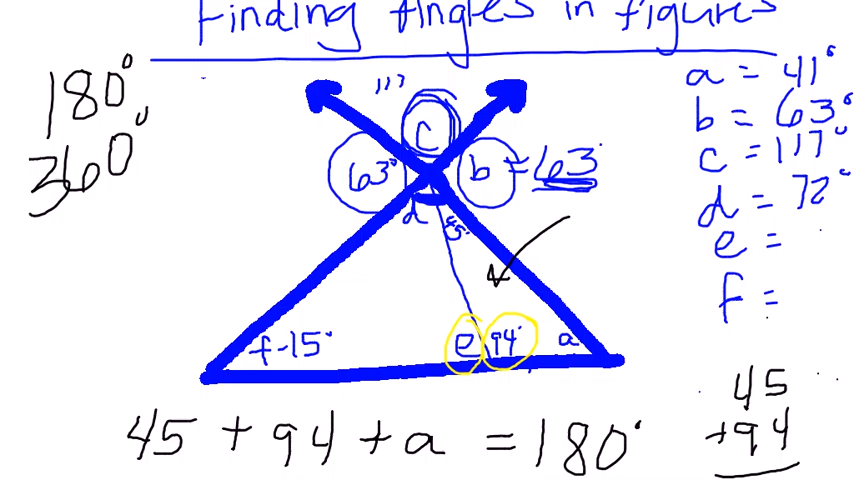 Finding Angles in figures
180°
360°
117
c
63°
b = 63°
d
45°
f-15°
e
94°
a
a = 41°
b = 63°
c = 117°
d = 72°
e =
f =
45 + 94 + a = 180°
45
+94